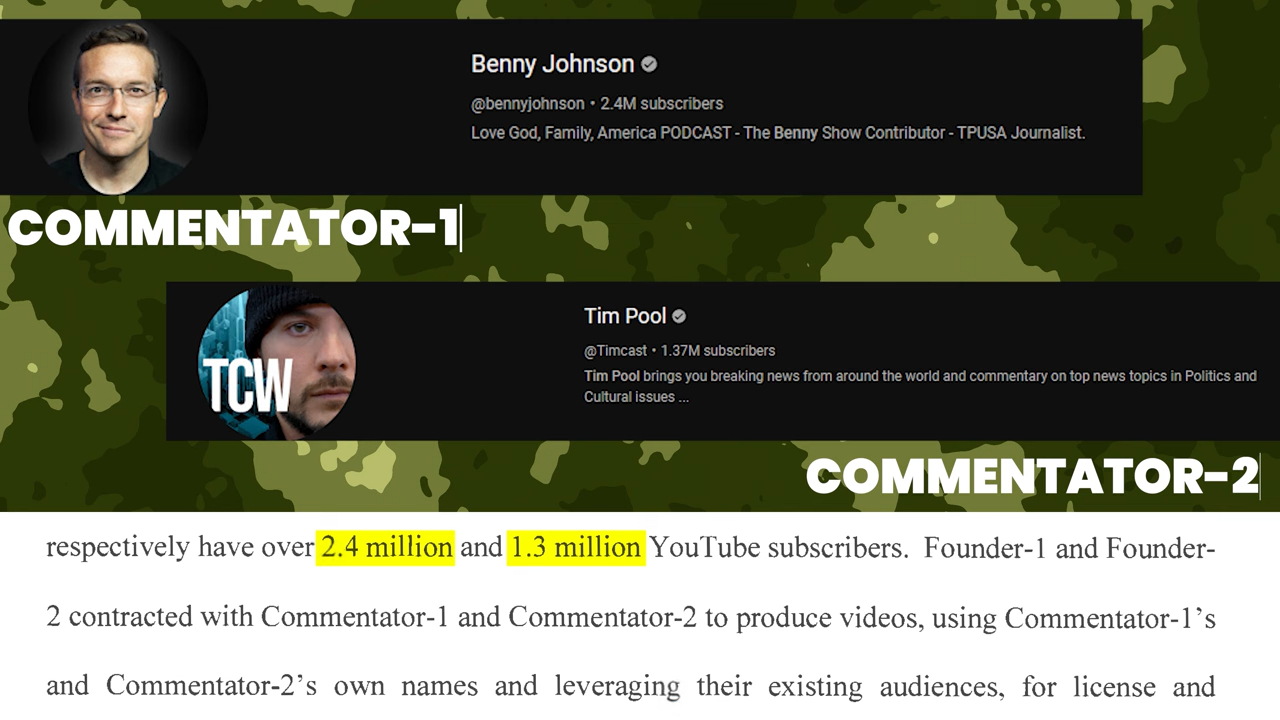 Benny Johnson
@bennyjohnson • 2.4M subscribers
Love God, Family, America PODCAST - The Benny Show Contributor - TPUSA Journalist.
COMMENTATOR-1
TCW
Tim Pool
@Timcast • 1.37M subscribers
Tim Pool brings you breaking news from around the world and commentary on top news topics in Politics and
Cultural issues ...
COMMENTATOR-2
respectively have over 2.4 million and 1.3 million YouTube subscribers. Founder-1 and Founder-
2 contracted with Commentator-1 and Commentator-2 to produce videos, using Commentator-1’s
and Commentator-2’s own names and leveraging their existing audiences, for license and